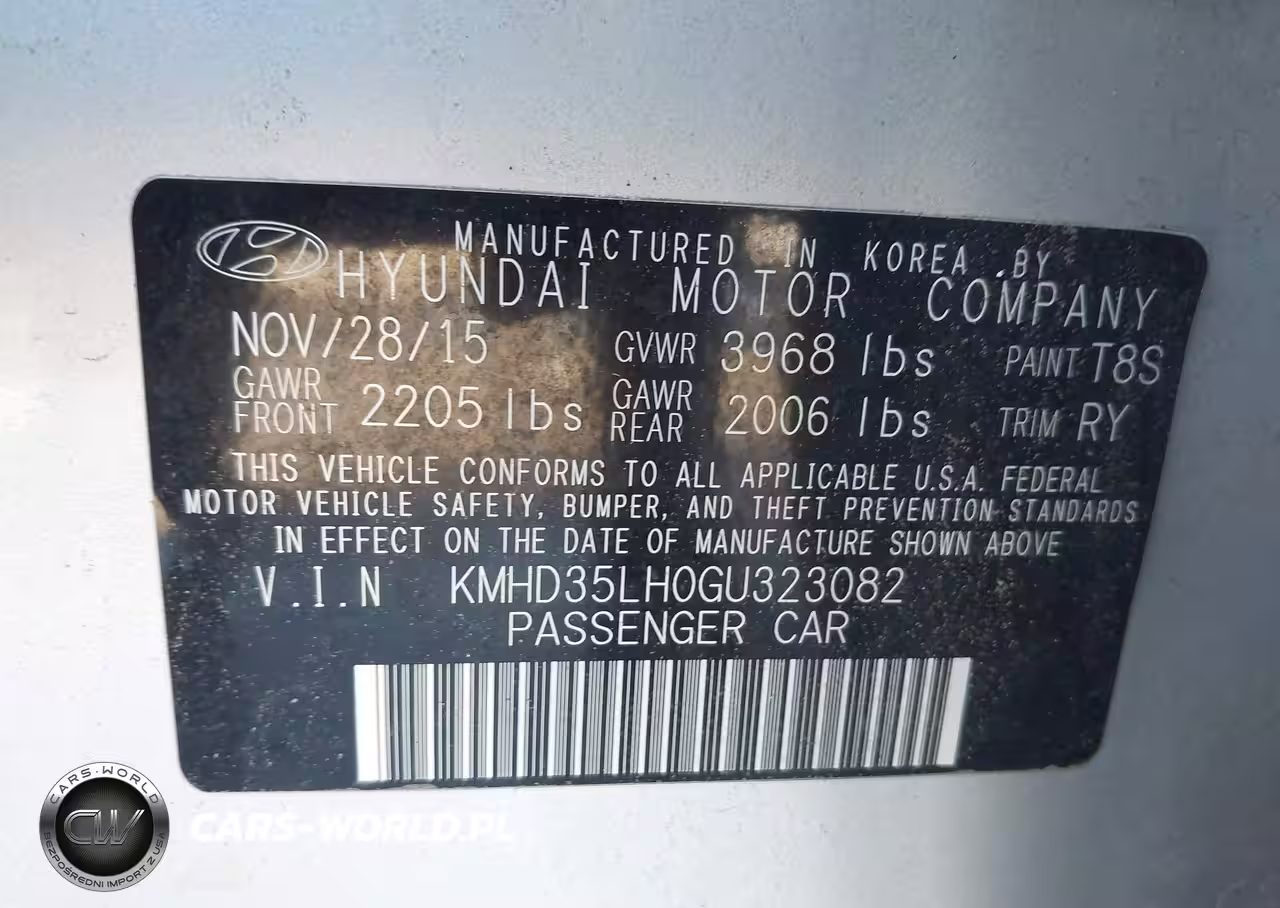 MANUFACTURED IN KOREA BY
HYUNDAI MOTOR COMPANY
NOV/28/15 GVWR 3968 lbs PAINT T8S
GAWR FRONT 2205 lbs GAWR REAR 2006 lbs TRIM RY
THIS VEHICLE CONFORMS TO ALL APPLICABLE U.S.A. FEDERAL
MOTOR VEHICLE SAFETY, BUMPER, AND THEFT PREVENTION STANDARDS
IN EFFECT ON THE DATE OF MANUFACTURE SHOWN ABOVE
V.I.N KMHD35LH0GU323082
PASSENGER CAR
CARS-WORLD
CW
BEZPOŚREDNI IMPORT Z USA
CARS-WORLD.PL